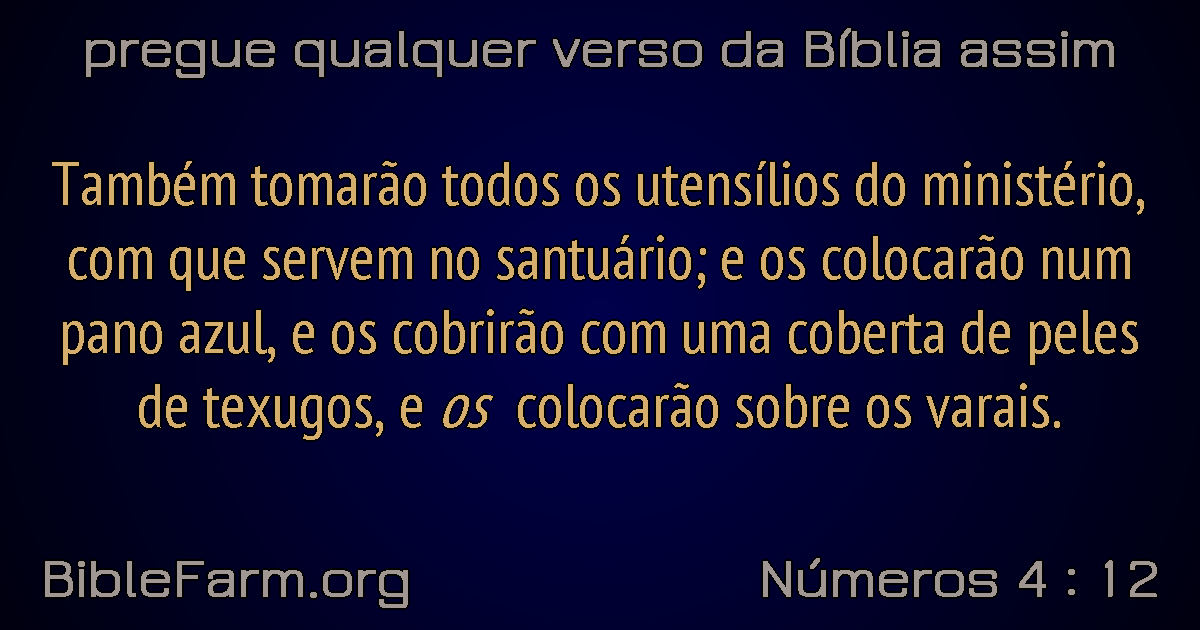 pregue qualquer verso da Bíblia assim
Também tomarão todos os utensílios do ministério,
com que servem no santuário; e os colocarão num
pano azul, e os cobrirão com uma coberta de peles
de texugos, e os colocarão sobre os varais.
BibleFarm.org
Números 4 : 12